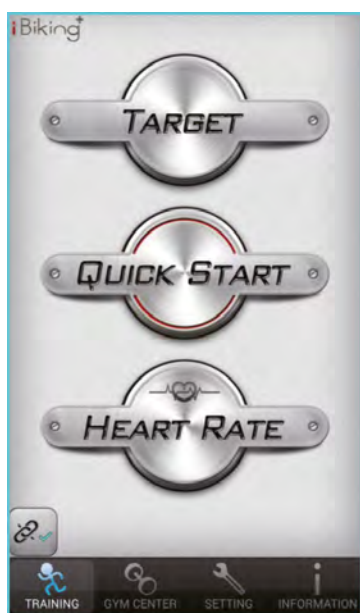 iBiking+
TARGET
QUICK START
HEART RATE
TRAINING GYM CENTER SETTING INFORMATION